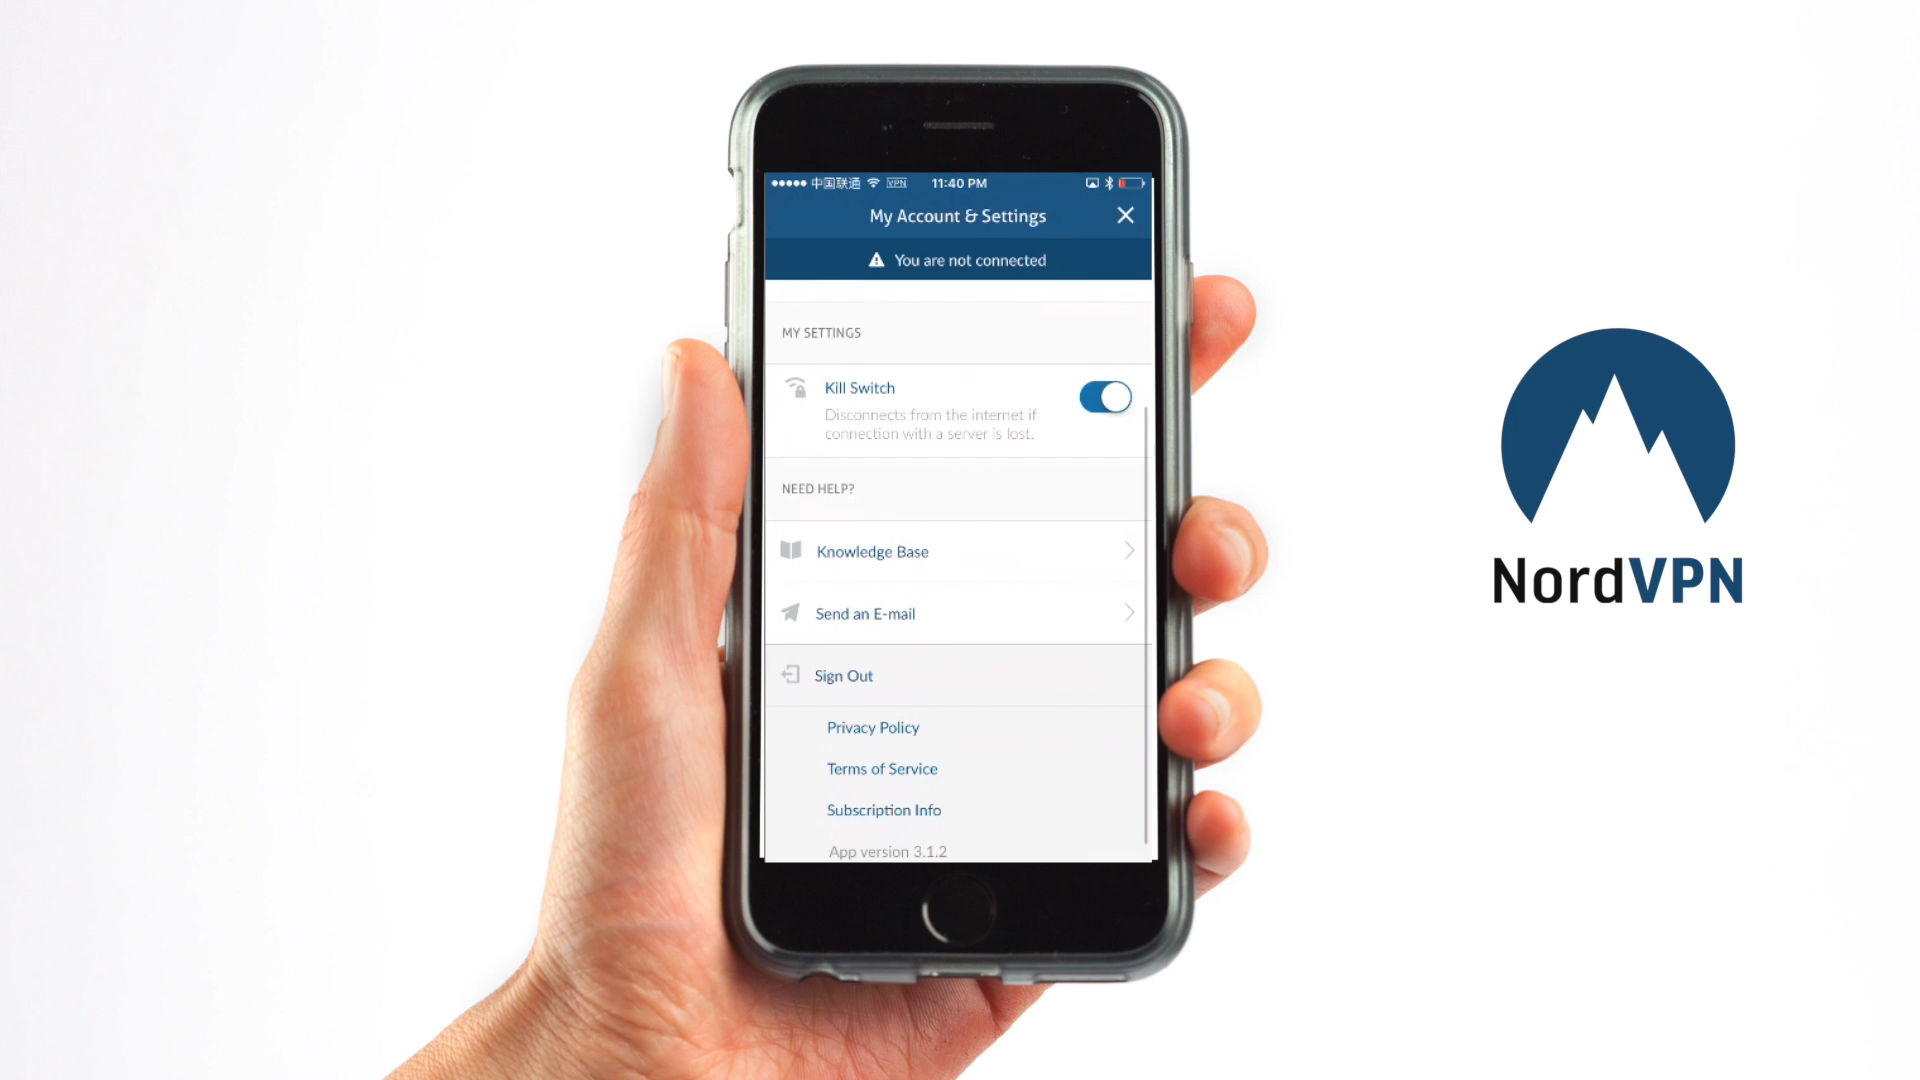 中国联通 VPN 11:40 PM
My Account & Settings
You are not connected
MY SETTINGS
Kill Switch
Disconnects from the internet if
connection with a server is lost.
NEED HELP?
Knowledge Base
Send an E-mail
Sign Out
Privacy Policy
Terms of Service
Subscription Info
App version 3.1.2
NordVPN